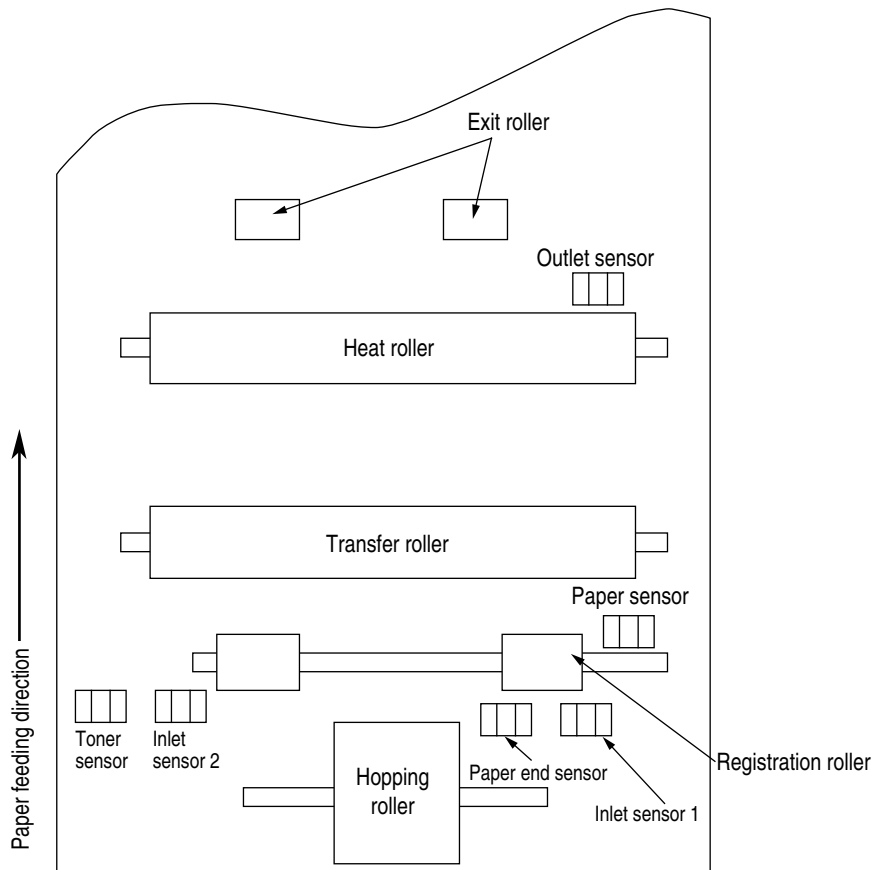 Exit roller
Outlet sensor
Heat roller
Transfer roller
Paper sensor
Paper feeding direction
Toner
sensor
Inlet
sensor 2
Hopping
roller
Paper end sensor
Registration roller
Inlet sensor 1